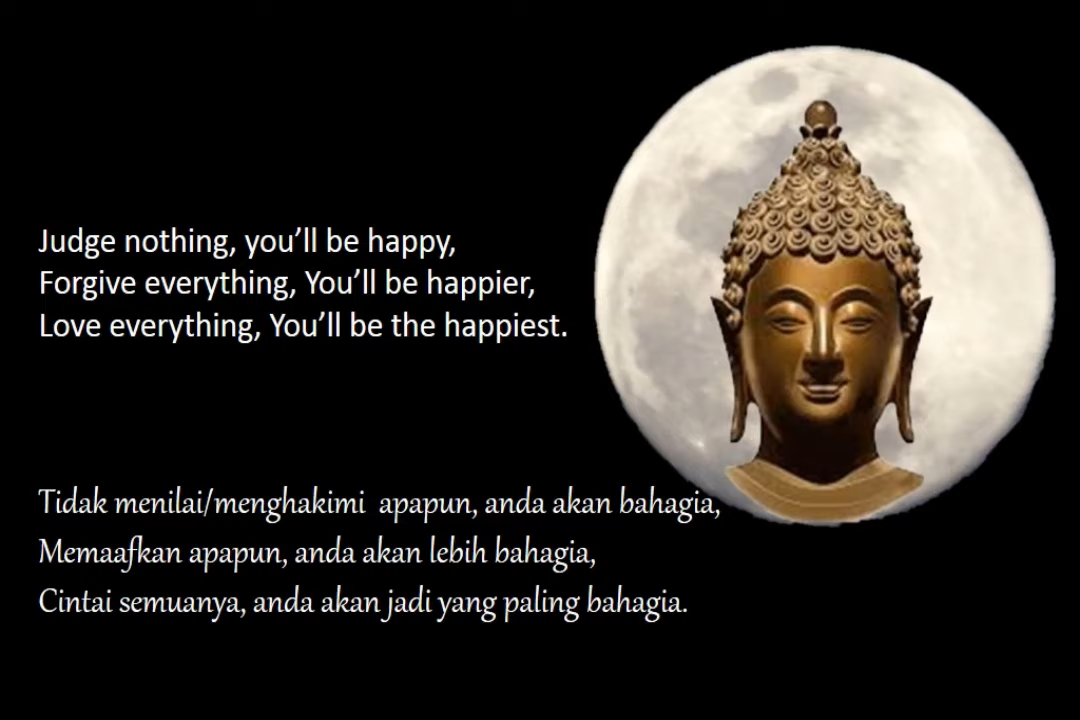 Judge nothing, you’ll be happy,
Forgive everything, You’ll be happier,
Love everything, You’ll be the happiest.
Tidak menilai/menghakimi  apapun, anda akan bahagia,
Memaafkan apapun, anda akan lebih bahagia,
Cintai semuanya, anda akan jadi yang paling bahagia.